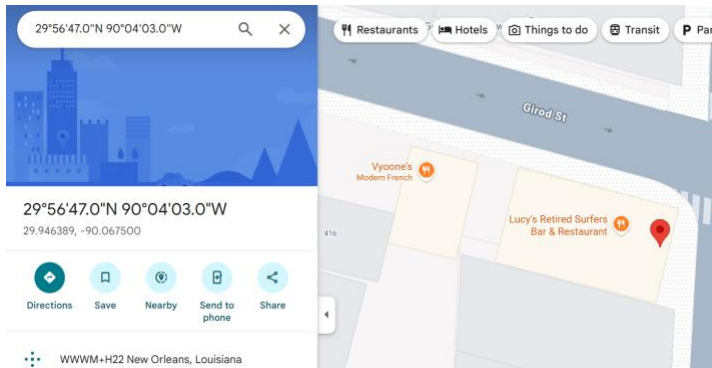 29°56'47.0"N 90°04'03.0"W
Restaurants
Hotels
Things to do
Transit
P Par
29°56'47.0"N 90°04'03.0"W
29.946389, -90.067500
Directions
Save
Nearby
Send to
phone
Share
WWWM+H22 New Orleans, Louisiana
Girod St
Vyoone's
Modern French
Lucy's Retired Surfers
Bar & Restaurant
416